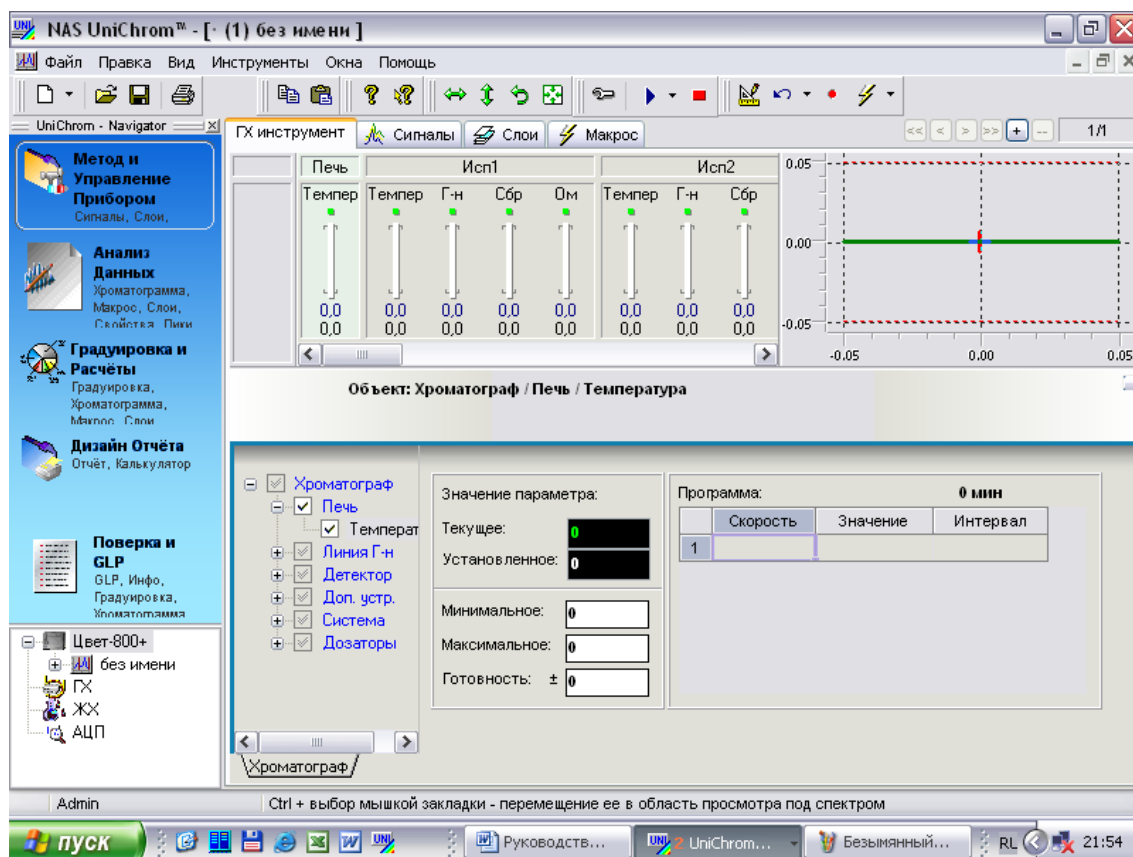 NAS UniChrom™ - [· (1) без имени ]
Файл Правка Вид Инструменты Окна Помощь
UniChrom - Navigator
ГХ инструмент Сигналы Слои Макрос
<< < > >> + -- 1/1
Метод и
Управление
Прибором
Сигналы, Слои,
Анализ
Данных
Хроматограмма,
Макрос, Слои,
Свойства, Пики
Градуировка и
Расчёты
Градуировка,
Хроматограмма,
Макрос, Слои
Дизайн Отчёта
Отчёт, Калькулятор
Поверка и
GLP
GLP, Инфо,
Градуировка,
Хроматограмма
Цвет-800+
без имени
ГХ
ЖХ
АЦП
Печь Исп1 Исп2
Темпер Темпер Г-н Сбр Ом Темпер Г-н Сбр
0,0 0,0 0,0 0,0 0,0 0,0 0,0 0,0
0,0 0,0 0,0 0,0 0,0 0,0 0,0 0,0
0.05
0.00
-0.05
-0.05 0.00 0.05
Объект: Хроматограф / Печь / Температура
Хроматограф
Печь
Температ
Линия Г-н
Детектор
Доп. устр.
Система
Дозаторы
Хроматограф
Значение параметра:
Текущее: 0
Установленное: 0
Минимальное: 0
Максимальное: 0
Готовность: ± 0
Программа: 0 мин
Скорость Значение Интервал
1
Admin Ctrl + выбор мышкой закладки - перемещение ее в область просмотра под спектром
пуск Руководств... 2 UniChrom... Безымянный... RL 21:54